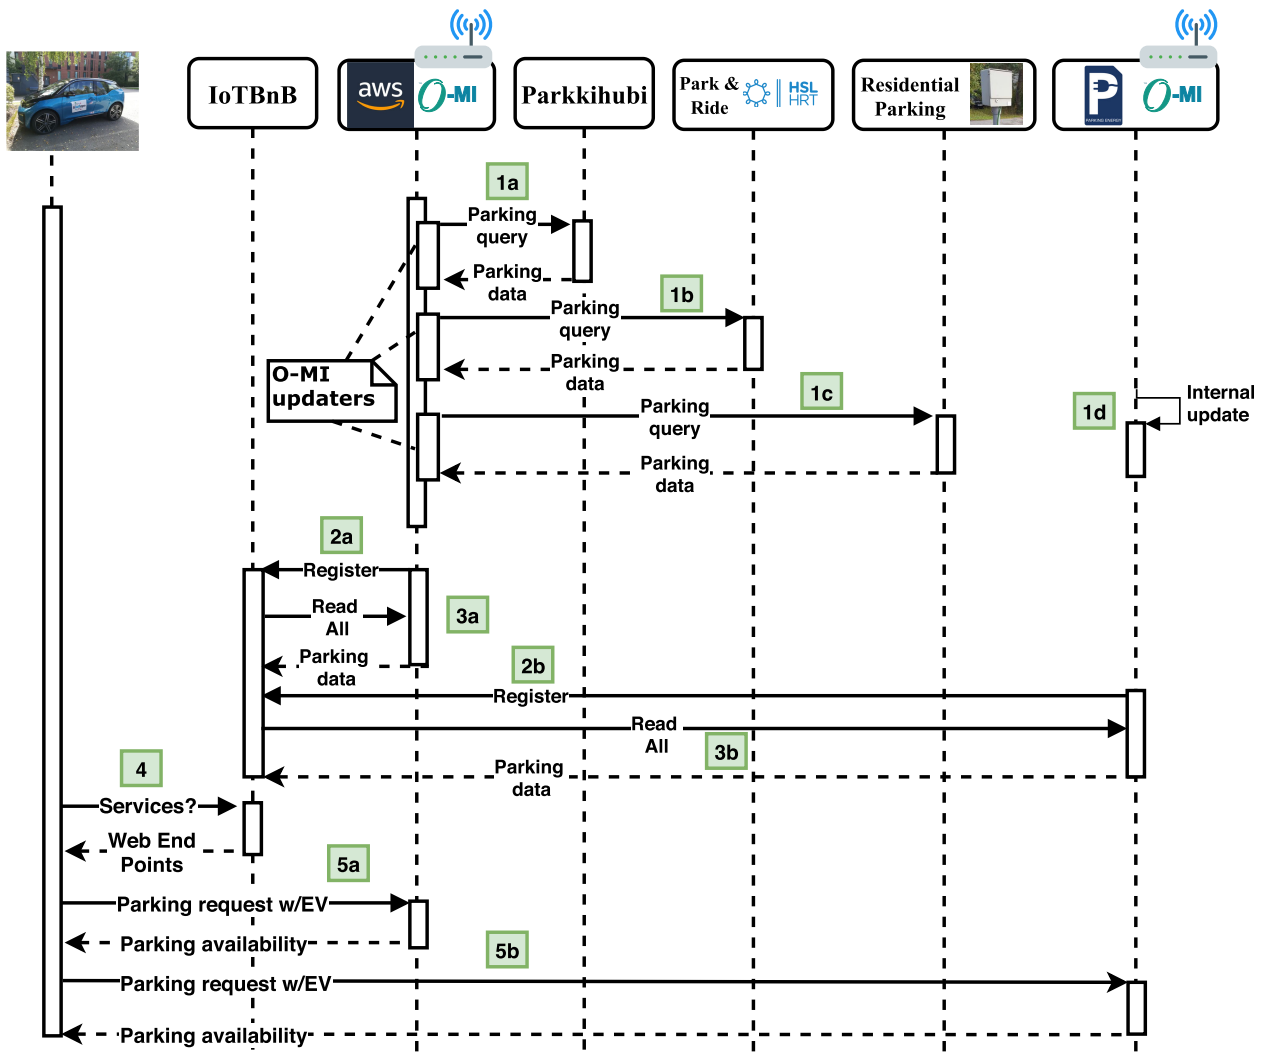 IoTBnB
aws
O-MI
Parkkihubi
Park &
Ride
HSL
HRT
Residential
Parking
P
PARKING ENERGY
O-MI
1a
Parking
query
Parking
data
1b
Parking
query
Parking
data
O-MI
updaters
1c
Parking
query
Parking
data
1d
Internal
update
2a
Register
Read
All
3a
Parking
data
2b
Register
Read
All
3b
Parking
data
4
Services?
Web End
Points
5a
Parking request w/EV
Parking availability
5b
Parking request w/EV
Parking availability